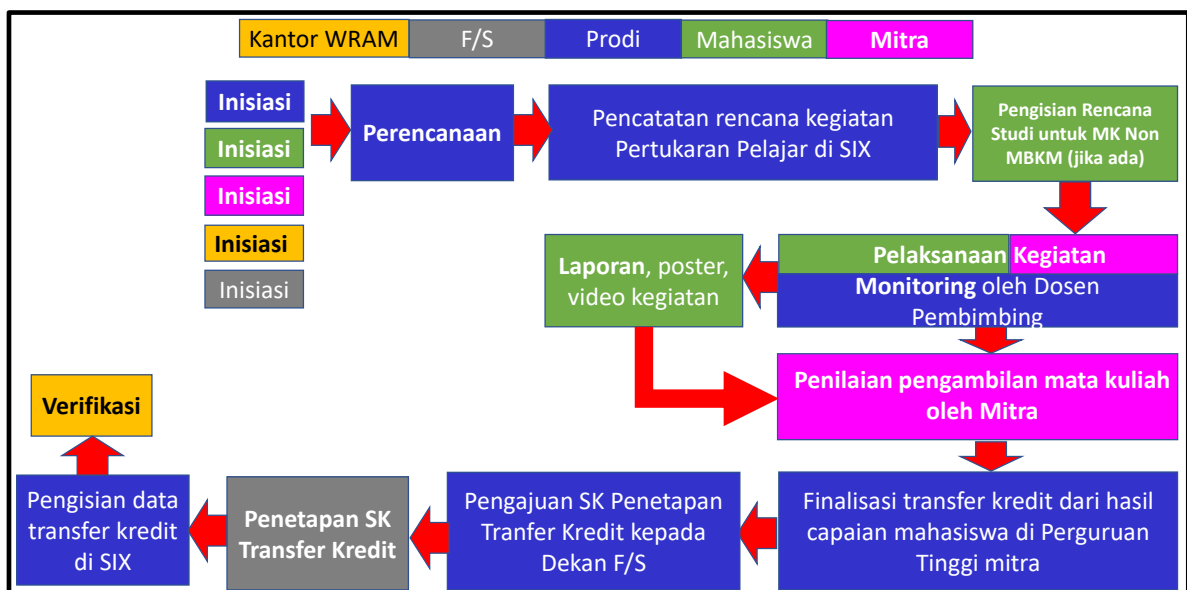 Kantor WRAM
F/S
Prodi
Mahasiswa
Mitra
Inisiasi
Inisiasi
Inisiasi
Inisiasi
Inisiasi
Perencanaan
Pencatatan rencana kegiatan
Pertukaran Pelajar di SIX
Pengisian Rencana
Studi untuk MK Non
MBKM (jika ada)
Pelaksanaan Kegiatan
Monitoring oleh Dosen
Pembimbing
Laporan, poster,
video kegiatan
Penilaian pengambilan mata kuliah
oleh Mitra
Finalisasi transfer kredit dari hasil
capaian mahasiswa di Perguruan
Tinggi mitra
Pengajuan SK Penetapan
Tranfer Kredit kepada
Dekan F/S
Penetapan SK
Transfer Kredit
Pengisian data
transfer kredit
di SIX
Verifikasi